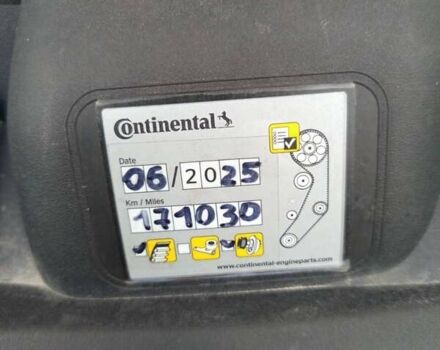 Continental
Date
06/2025
Km / Miles
171030
www.continental-engineparts.com